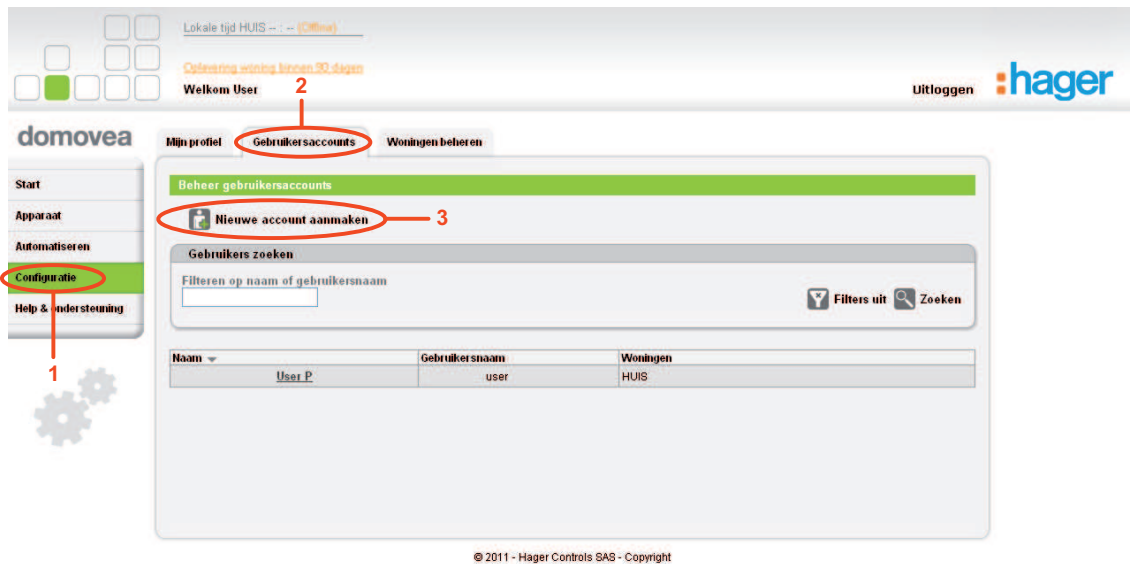 Lokale tijd HUIS -- : -- (Offline)
Oplevering woning binnen 90 dagen
2
Welkom User
Uitloggen
:hager
domovea
Mijn profiel
Gebruikersaccounts
Woningen beheren
Start
Apparaat
Automatiseren
Configuratie
Help & ondersteuning
1
Beheer gebruikersaccounts
Nieuwe account aanmaken
3
Gebruikers zoeken
Filteren op naam of gebruikersnaam
Filters uit
Zoeken
Naam Gebruikersnaam Woningen
User P user HUIS
© 2011 - Hager Controls SAS - Copyright